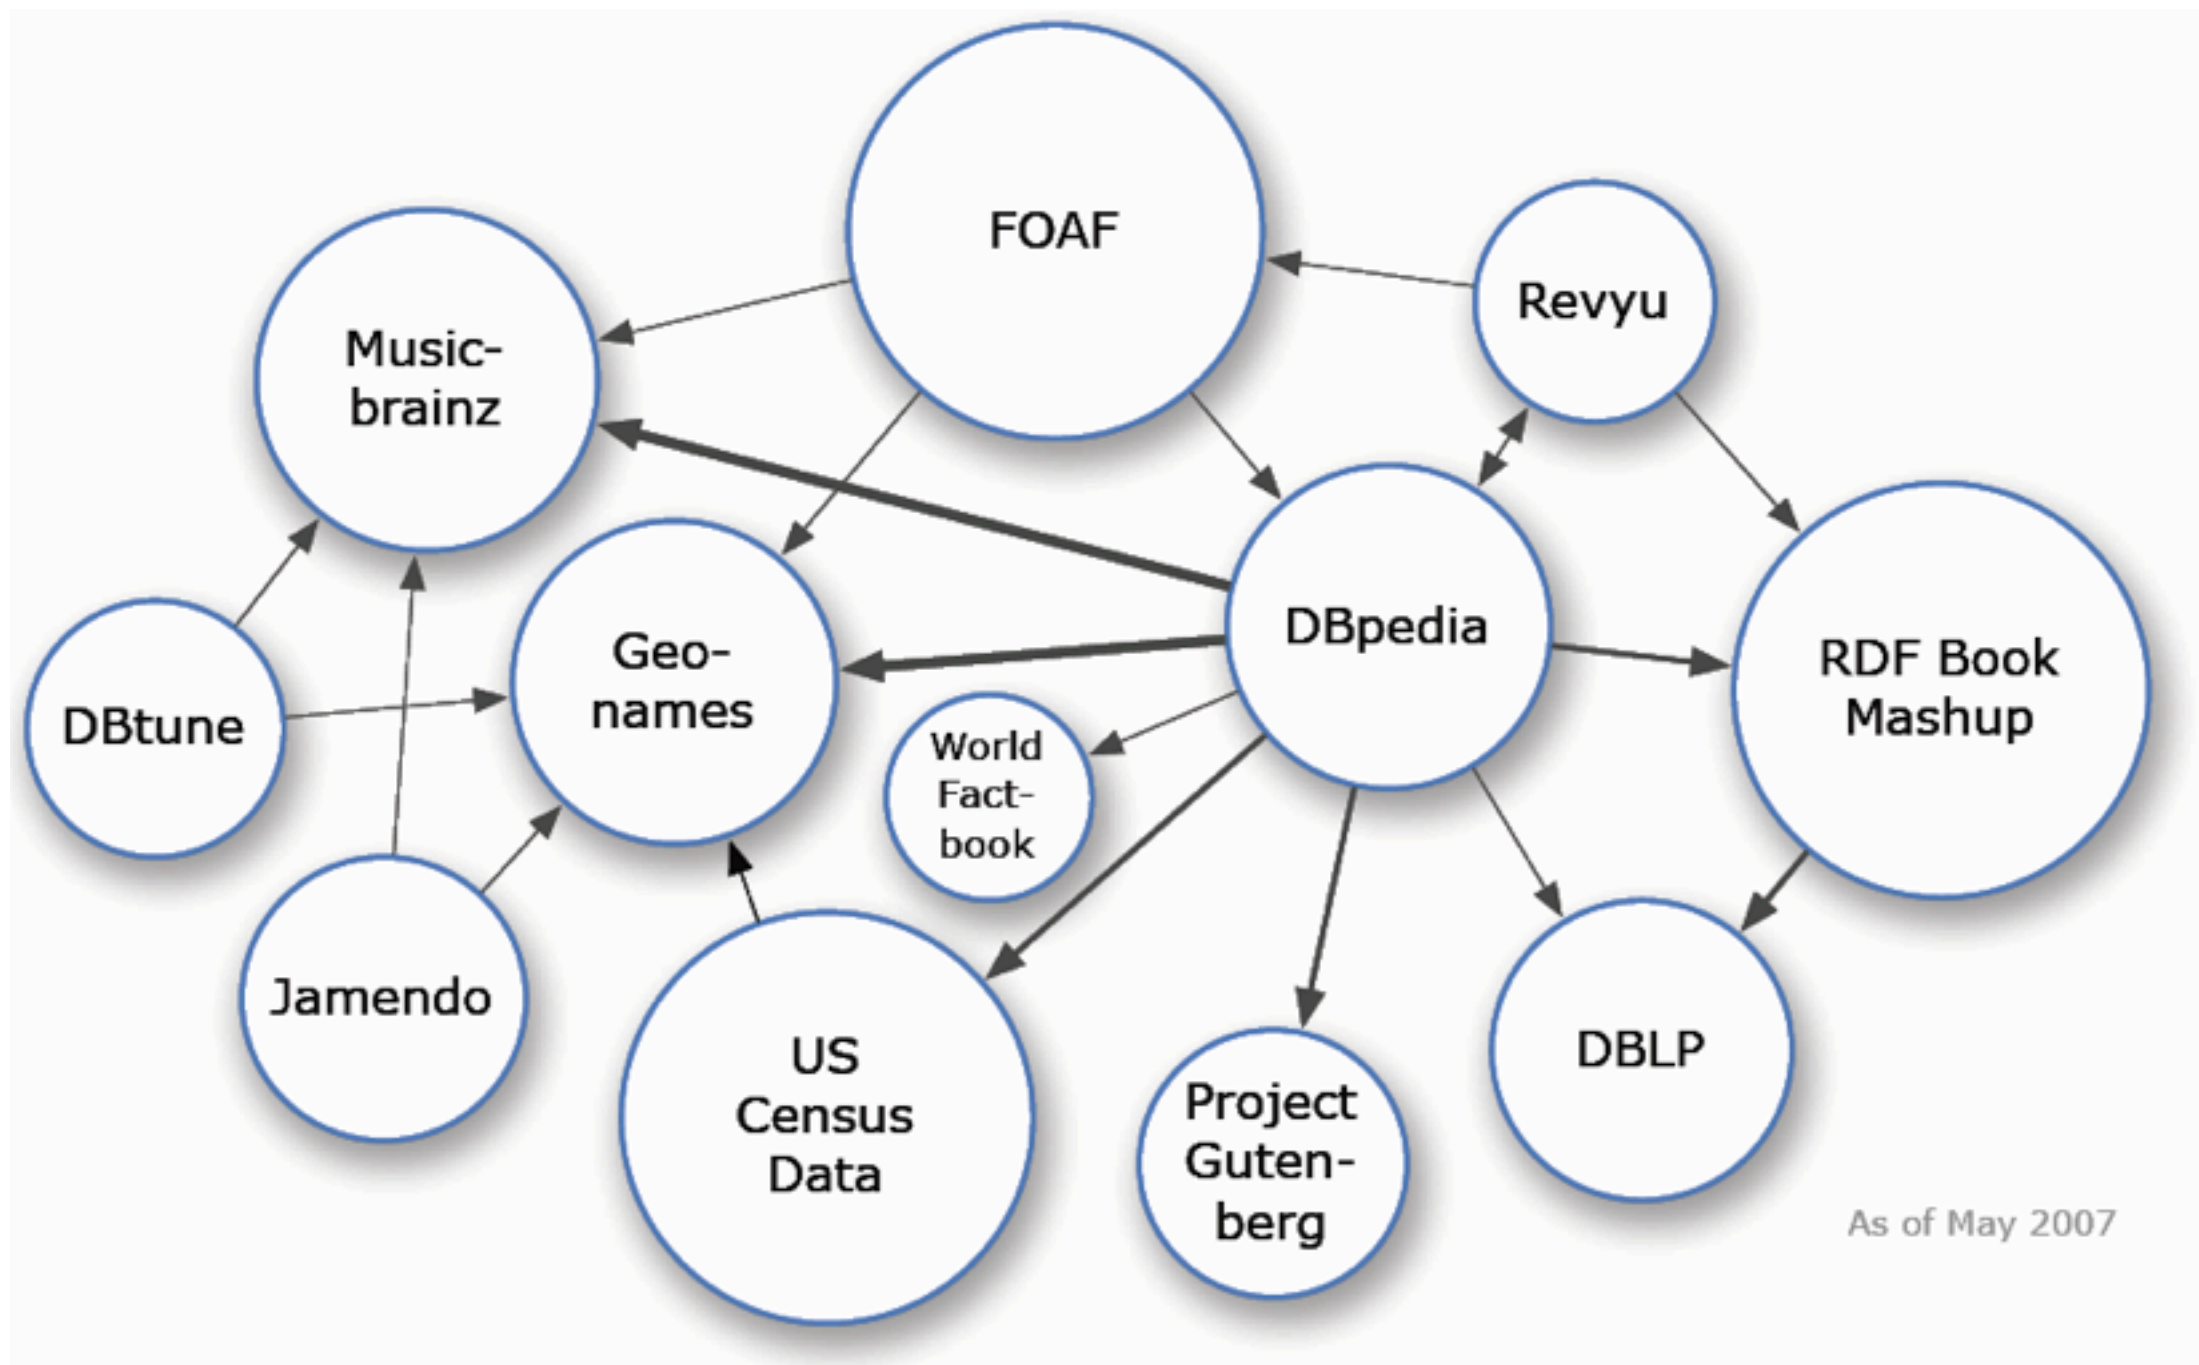 FOAF
Revyu
Music-
brainz
DBpedia
Geo-
names
RDF Book
Mashup
DBtune
World
Fact-
book
Jamendo
US
Census
Data
Project
Guten-
berg
DBLP
As of May 2007